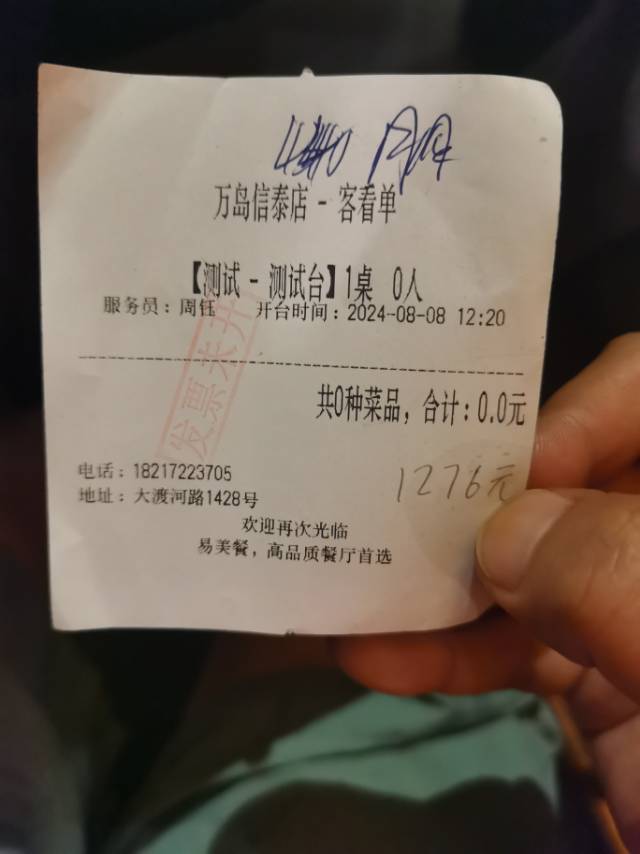 万岛信泰店 - 客看单
【测试 - 测试台】1桌 0人
服务员：周钰 开台时间：2024-08-08 12:20
发票未开
共0种菜品，合计：0.0元
1276元
电话：18217223705
地址：大渡河路1428号
欢迎再次光临
易美餐，高品质餐厅首选